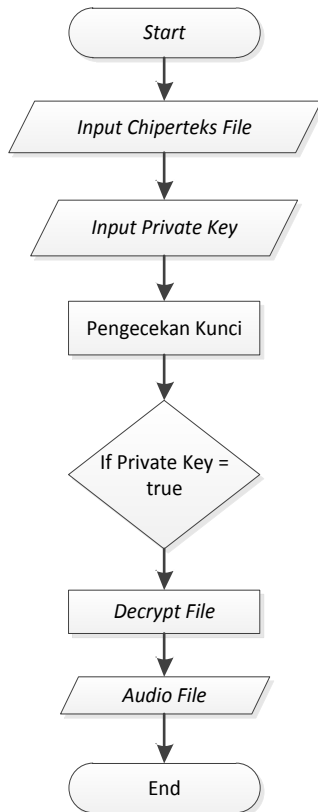 Start
Input Chiperteks File
Input Private Key
Pengecekan Kunci
If Private Key =
true
Decrypt File
Audio File
End